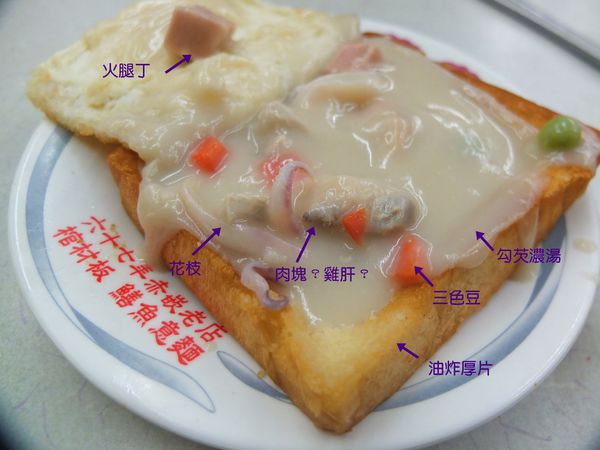 火腿丁
花枝
肉塊?雞肝?
三色豆
勾芡濃湯
油炸厚片
六十七年赤崁老店
棺材板 鱔魚意麵